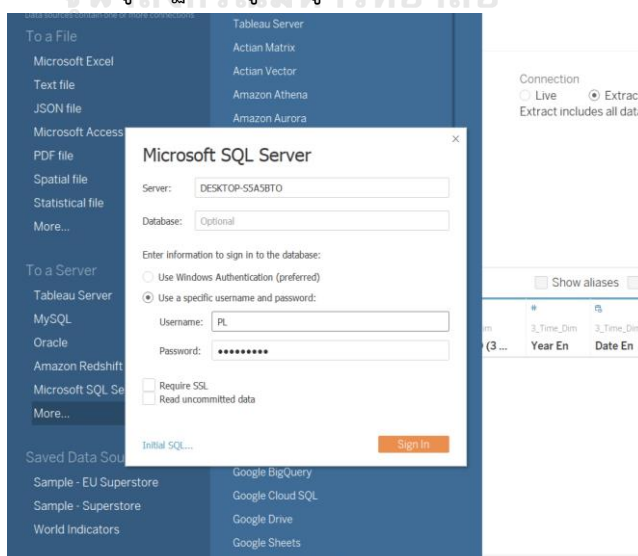 Data sources contain one or more connections
To a File
Microsoft Excel
Text file
JSON file
Microsoft Access
PDF file
Spatial file
Statistical file
More...
To a Server
Tableau Server
MySQL
Oracle
Amazon Redshift
Microsoft SQL Se
More...
Saved Data Sou
Sample - EU Superstore
Sample - Superstore
World Indicators
Tableau Server
Actian Matrix
Actian Vector
Amazon Athena
Amazon Aurora
Microsoft SQL Server
Server: DESKTOP-S5A5BTO
Database: Optional
Enter information to sign in to the database:
Use Windows Authentication (preferred)
Use a specific username and password:
Username: PL
Password: •••••••••
Require SSL
Read uncommitted data
Initial SQL... Sign In
Google BigQuery
Google Cloud SQL
Google Drive
Google Sheets
Connection
Live Extrac
Extract includes all data
Show aliases
3_Time_Dim 3_Time_Dim
(3 ... Year En Date En